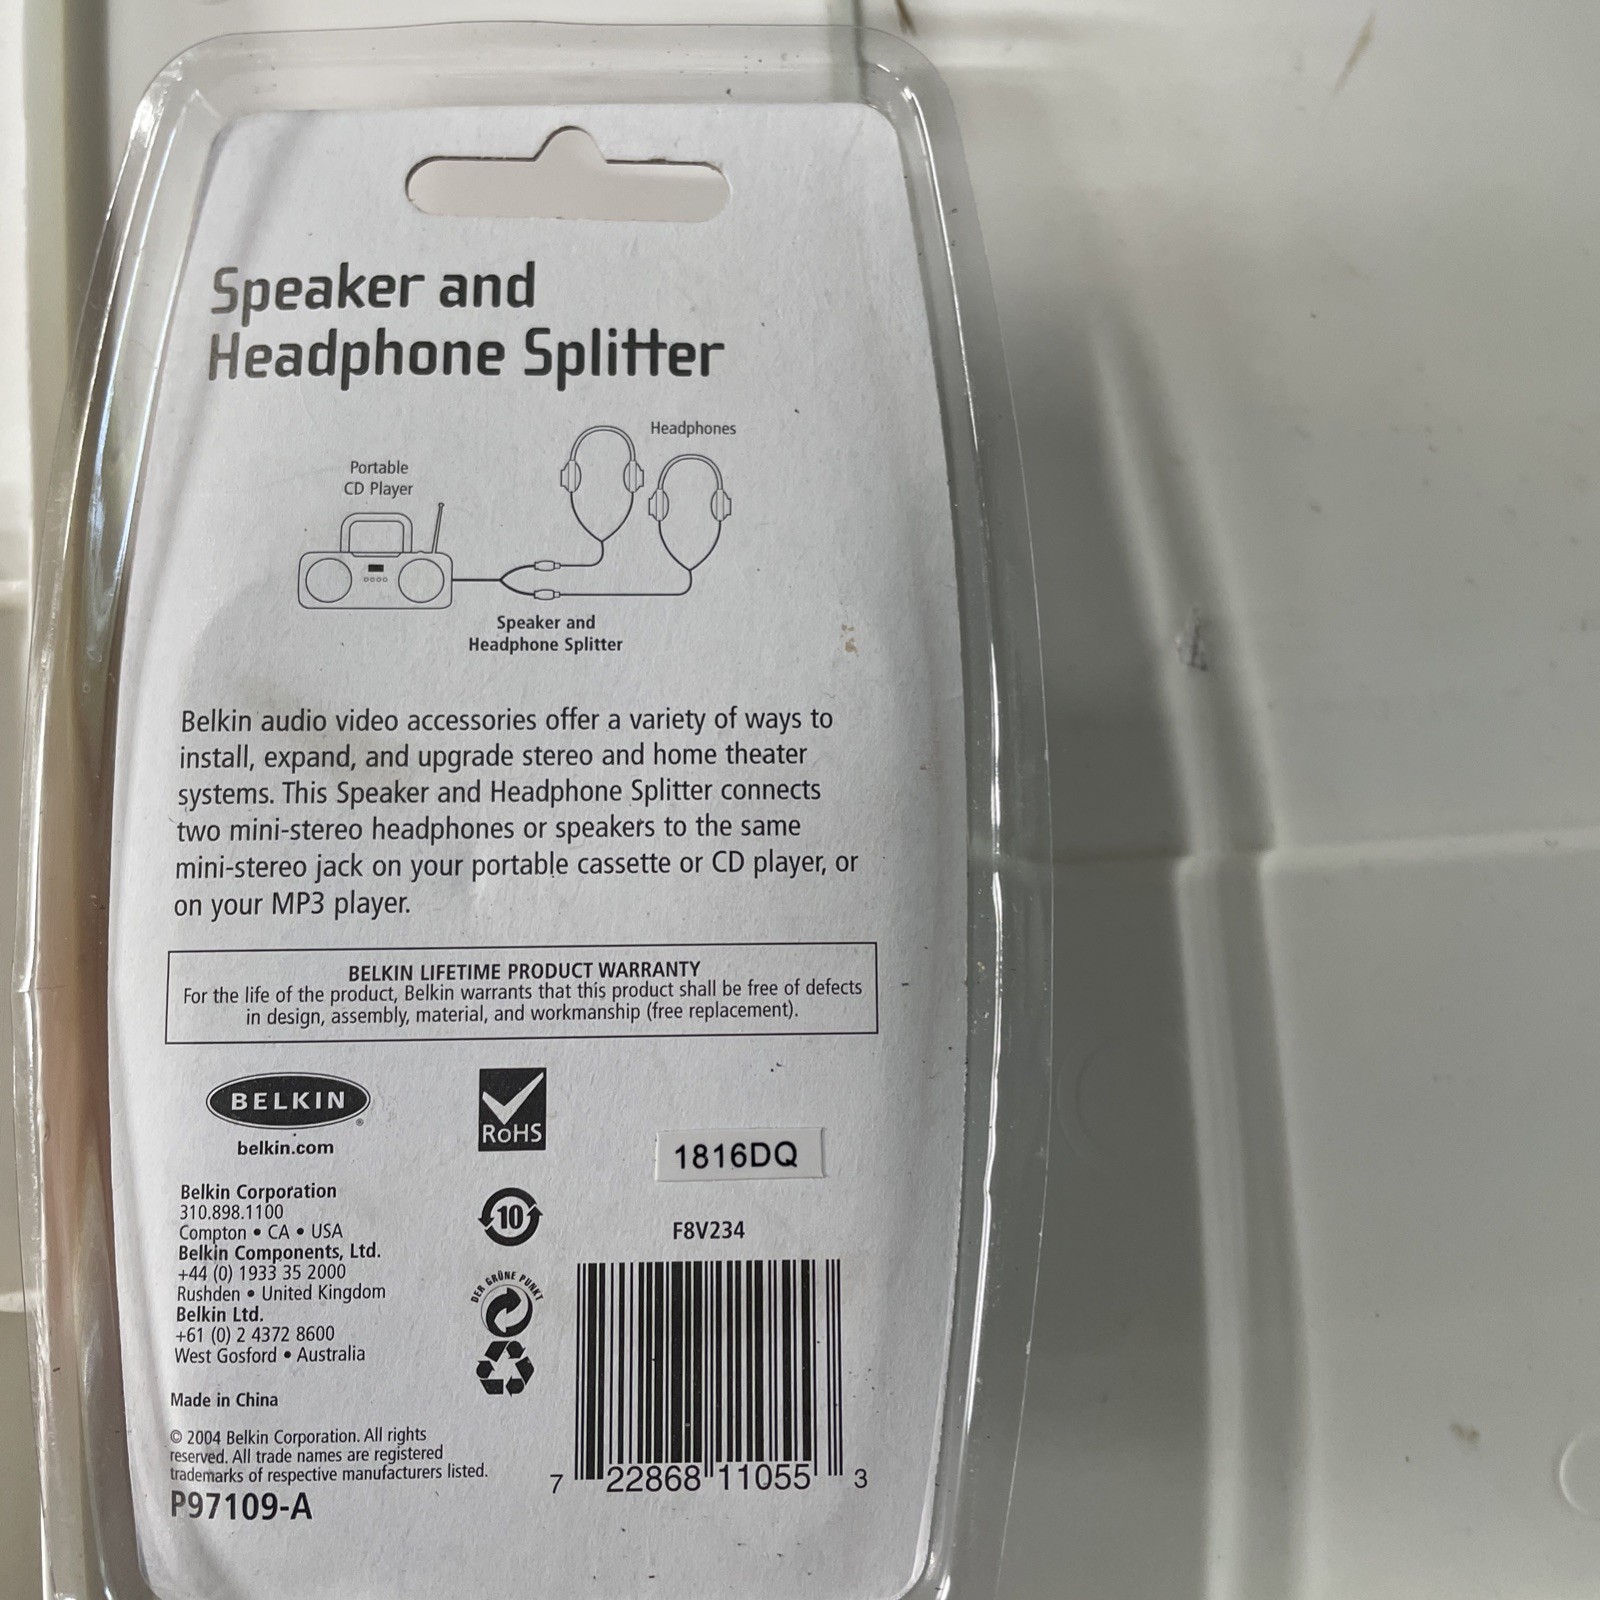 Speaker and
Headphone Splitter
Headphones
Portable
CD Player
Speaker and
Headphone Splitter
Belkin audio video accessories offer a variety of ways to
install, expand, and upgrade stereo and home theater
systems. This Speaker and Headphone Splitter connects
two mini-stereo headphones or speakers to the same
mini-stereo jack on your portable cassette or CD player, or
on your MP3 player.
BELKIN LIFETIME PRODUCT WARRANTY
For the life of the product, Belkin warrants that this product shall be free of defects
in design, assembly, material, and workmanship (free replacement).
BELKIN®
belkin.com
RoHS
1816DQ
Belkin Corporation
310.898.1100
Compton • CA • USA
Belkin Components, Ltd.
+44 (0) 1933 35 2000
Rushden • United Kingdom
Belkin Ltd.
+61 (0) 2 4372 8600
West Gosford • Australia
Made in China
© 2004 Belkin Corporation. All rights
reserved. All trade names are registered
trademarks of respective manufacturers listed.
P97109-A
10
DER GRÜNE PUNKT
F8V234
7 22868 11055 3